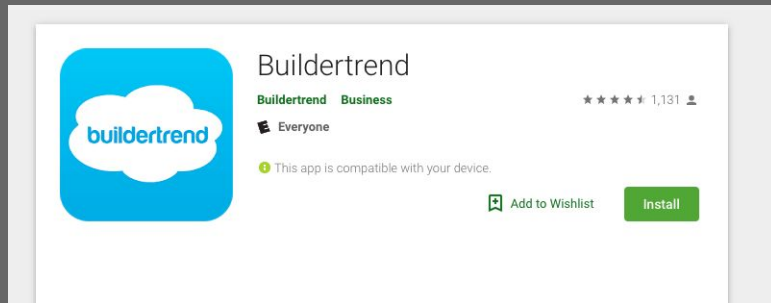 Buildertrend
buildertrend
Buildertrend Business 1,131
E Everyone
This app is compatible with your device.
Add to Wishlist Install